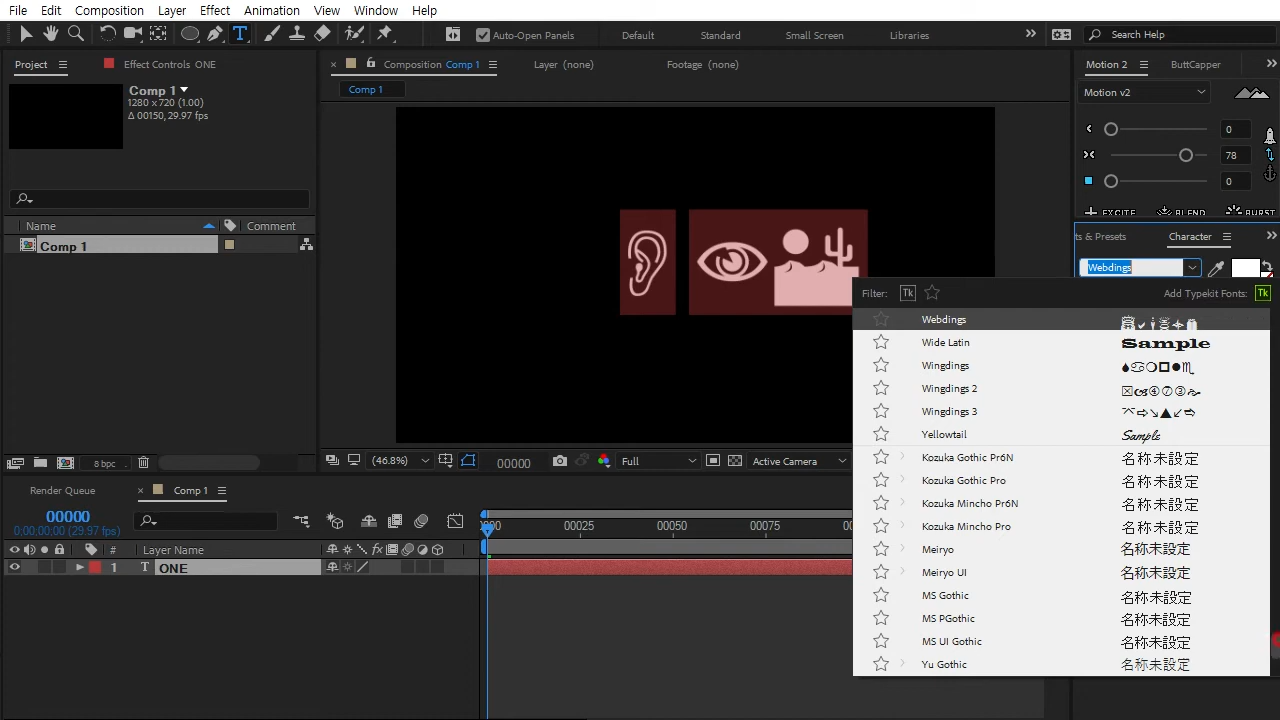 File Edit Composition Layer Effect Animation View Window Help
Auto-Open Panels Default Standard Small Screen Libraries Search Help
Project Effect Controls ONE Composition Comp 1 Layer (none) Footage (none) Motion 2 ButtCapper
Comp 1
1280 x 720 (1.00)
Δ 00150, 29.97 fps
Comp 1
Motion v2
0
78
0
EXCITE BLEND BURST
ts & Presets Character
Name Comment
Comp 1
Webdings
Filter: Tk Add Typekit Fonts: Tk
Webdings
Wide Latin Sample
Wingdings
Wingdings 2
Wingdings 3
Yellowtail Sample
Kozuka Gothic Pr6N 名称未設定
Kozuka Gothic Pro 名称未設定
Kozuka Mincho Pr6N 名称未設定
Kozuka Mincho Pro 名称未設定
Meiryo 名称未設定
Meiryo UI 名称未設定
MS Gothic 名称未設定
MS PGothic 名称未設定
MS UI Gothic 名称未設定
Yu Gothic 名称未設定
8 bpc (46.8%) 00000 Full Active Camera
Render Queue Comp 1
00000
0;00;00;00 (29.97 fps)
00025 00050 00075
# Layer Name
1 T ONE